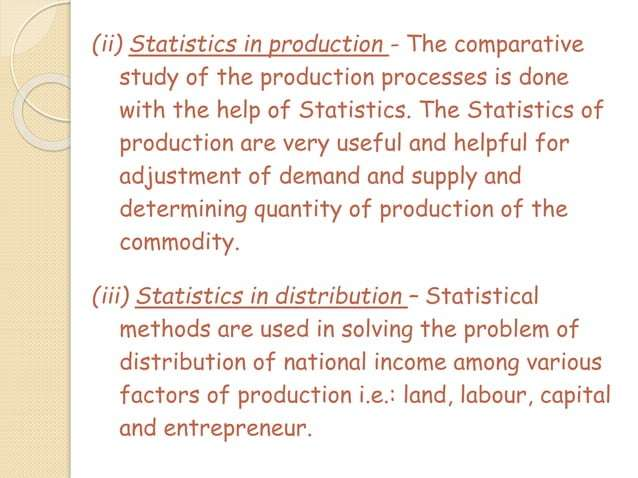 (ii) Statistics in production - The comparative
study of the production processes is done
with the help of Statistics. The Statistics of
production are very useful and helpful for
adjustment of demand and supply and
determining quantity of production of the
commodity.
(iii) Statistics in distribution – Statistical
methods are used in solving the problem of
distribution of national income among various
factors of production i.e.: land, labour, capital
and entrepreneur.